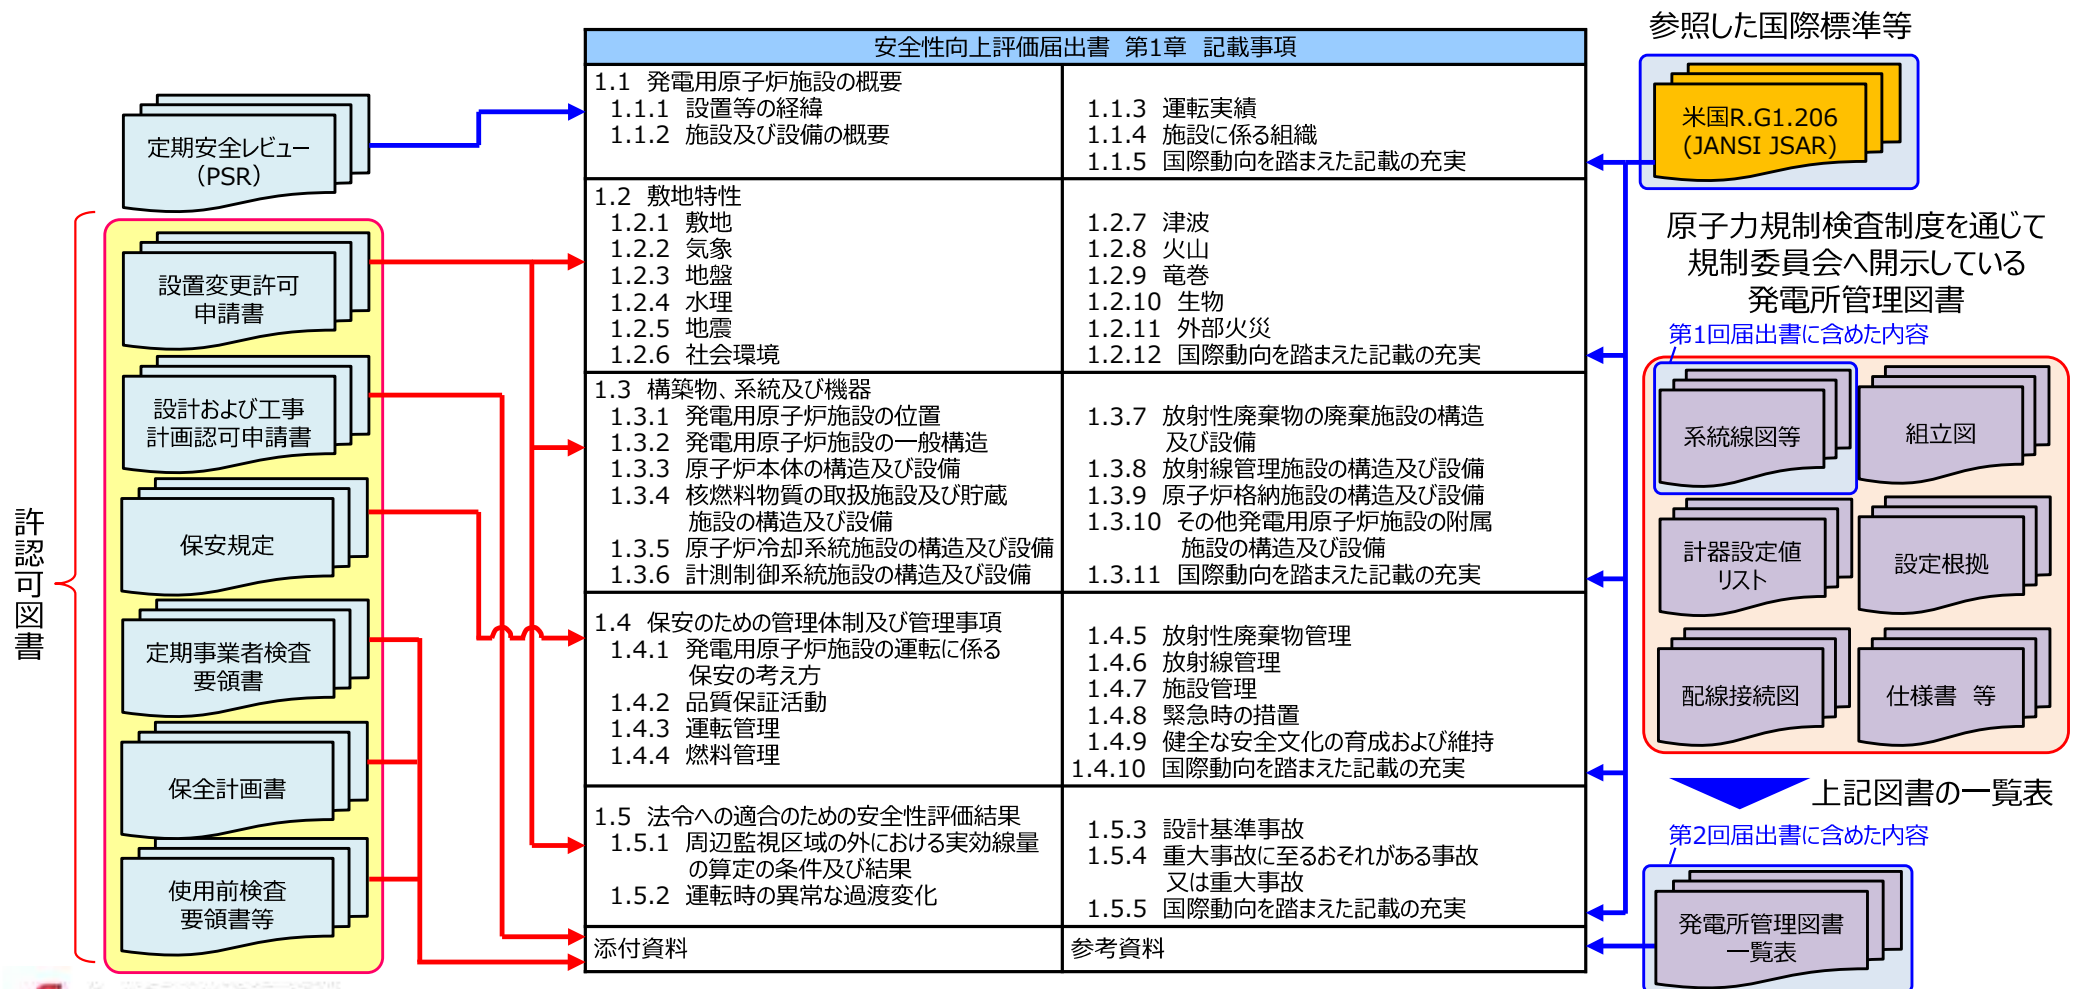 参照した国際標準等
安全性向上評価届出書 第1章 記載事項
1.1 発電用原子炉施設の概要
1.1.1 設置等の経緯
1.1.2 施設及び設備の概要
1.1.3 運転実績
1.1.4 施設に係る組織
1.1.5 国際動向を踏まえた記載の充実
1.2 敷地特性
1.2.1 敷地
1.2.2 気象
1.2.3 地盤
1.2.4 水理
1.2.5 地震
1.2.6 社会環境
1.2.7 津波
1.2.8 火山
1.2.9 竜巻
1.2.10 生物
1.2.11 外部火災
1.2.12 国際動向を踏まえた記載の充実
1.3 構築物、系統及び機器
1.3.1 発電用原子炉施設の位置
1.3.2 発電用原子炉施設の一般構造
1.3.3 原子炉本体の構造及び設備
1.3.4 核燃料物質の取扱施設及び貯蔵
施設の構造及び設備
1.3.5 原子炉冷却系統施設の構造及び設備
1.3.6 計測制御系統施設の構造及び設備
1.3.7 放射性廃棄物の廃棄施設の構造
及び設備
1.3.8 放射線管理施設の構造及び設備
1.3.9 原子炉格納施設の構造及び設備
1.3.10 その他発電用原子炉施設の附属
施設の構造及び設備
1.3.11 国際動向を踏まえた記載の充実
1.4 保安のための管理体制及び管理事項
1.4.1 発電用原子炉施設の運転に係る
保安の考え方
1.4.2 品質保証活動
1.4.3 運転管理
1.4.4 燃料管理
1.4.5 放射性廃棄物管理
1.4.6 放射線管理
1.4.7 施設管理
1.4.8 緊急時の措置
1.4.9 健全な安全文化の育成および維持
1.4.10 国際動向を踏まえた記載の充実
1.5 法令への適合のための安全性評価結果
1.5.1 周辺監視区域の外における実効線量
の算定の条件及び結果
1.5.2 運転時の異常な過渡変化
1.5.3 設計基準事故
1.5.4 重大事故に至るおそれがある事故
又は重大事故
1.5.5 国際動向を踏まえた記載の充実
添付資料
参考資料
定期安全レビュー
（PSR）
許認可図書
設置変更許可
申請書
設計および工事
計画認可申請書
保安規定
定期事業者検査
要領書
保全計画書
使用前検査
要領書等
米国R.G1.206
(JANSI JSAR)
原子力規制検査制度を通じて
規制委員会へ開示している
発電所管理図書
第1回届出書に含めた内容
系統線図等
組立図
計器設定値
リスト
設定根拠
配線接続図
仕様書 等
上記図書の一覧表
第2回届出書に含めた内容
発電所管理図書
一覧表